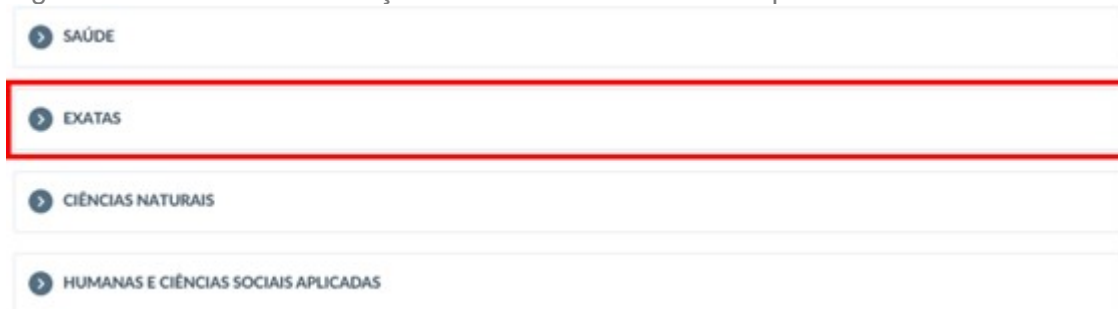 SAÚDE
EXATAS
CIÊNCIAS NATURAIS
HUMANAS E CIÊNCIAS SOCIAIS APLICADAS